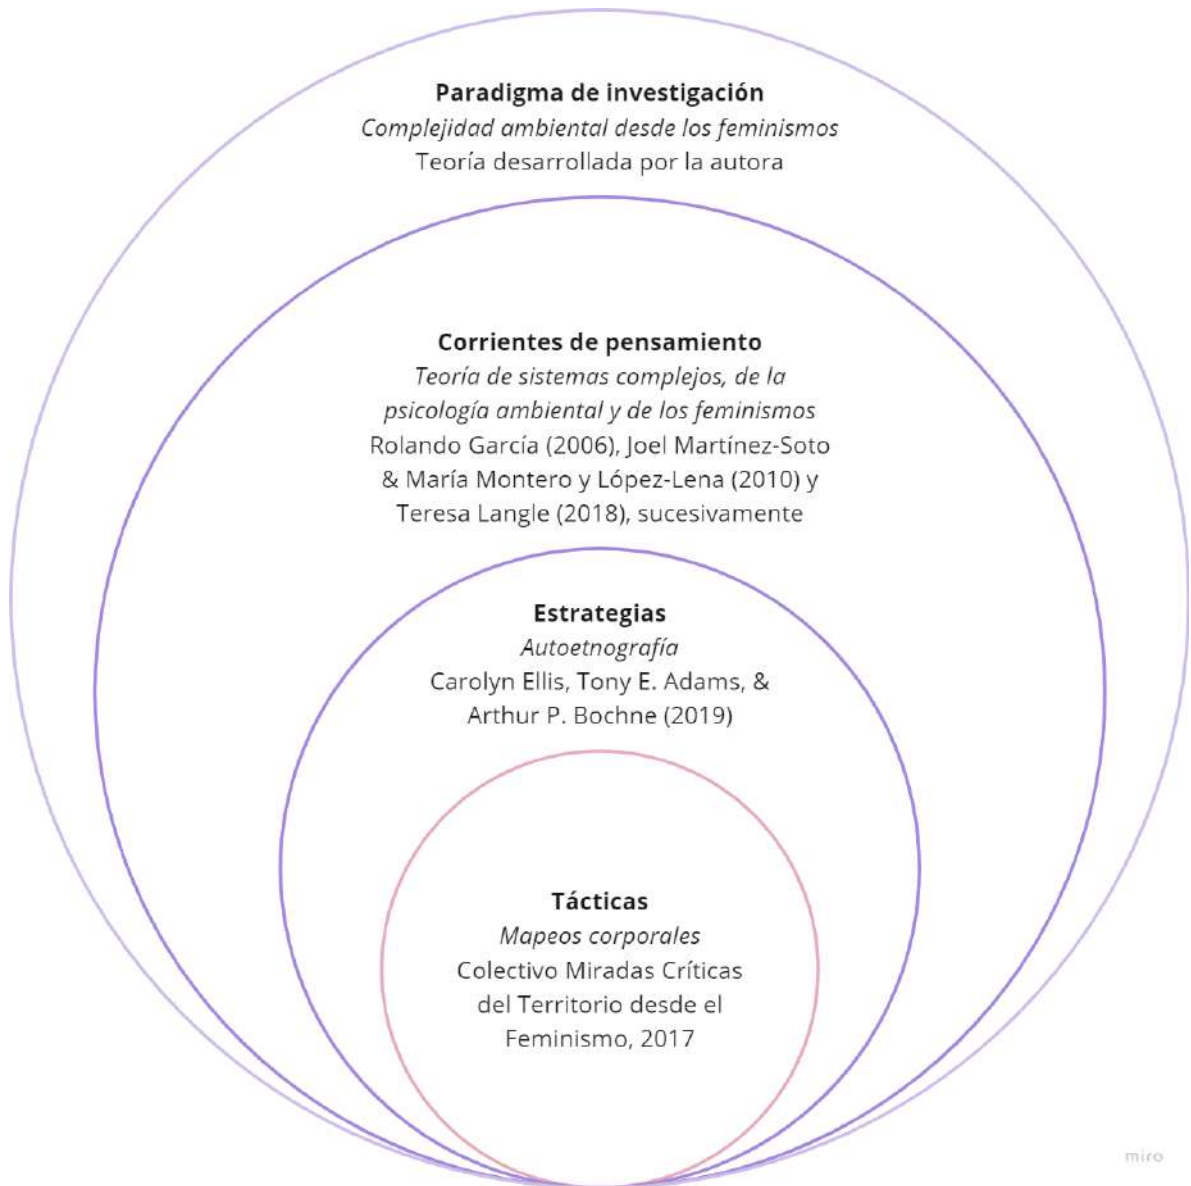 Paradigma de investigación
Complejidad ambiental desde los feminismos
Teoría desarrollada por la autora
Corrientes de pensamiento
Teoría de sistemas complejos, de la
psicología ambiental y de los feminismos
Rolando García (2006), Joel Martínez-Soto
& María Montero y López-Lena (2010) y
Teresa Langle (2018), sucesivamente
Estrategias
Autoetnografía
Carolyn Ellis, Tony E. Adams, &
Arthur P. Bochne (2019)
Tácticas
Mapeos corporales
Colectivo Miradas Críticas
del Territorio desde el
Feminismo, 2017
miro